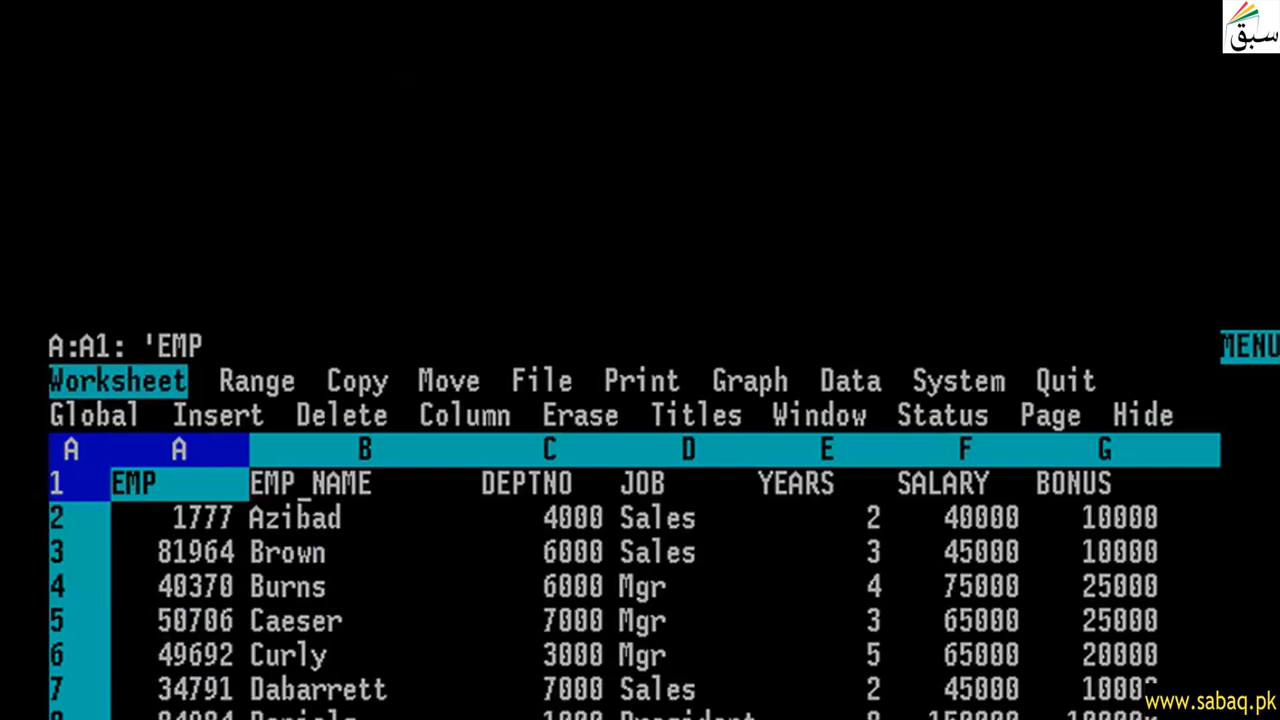 سبق
A:A1: 'EMP MENU
Worksheet Range Copy Move File Print Graph Data System Quit
Global Insert Delete Column Erase Titles Window Status Page Hide
A A B C D E F G
1 EMP EMP_NAME DEPTNO JOB YEARS SALARY BONUS
2 1777 Azibad 4000 Sales 2 40000 10000
3 81964 Brown 6000 Sales 3 45000 10000
4 40370 Burns 6000 Mgr 4 75000 25000
5 50706 Caeser 7000 Mgr 3 65000 25000
6 49692 Curly 3000 Mgr 5 65000 20000
7 34791 Dabarrett 7000 Sales 2 45000 10000
www.sabaq.pk